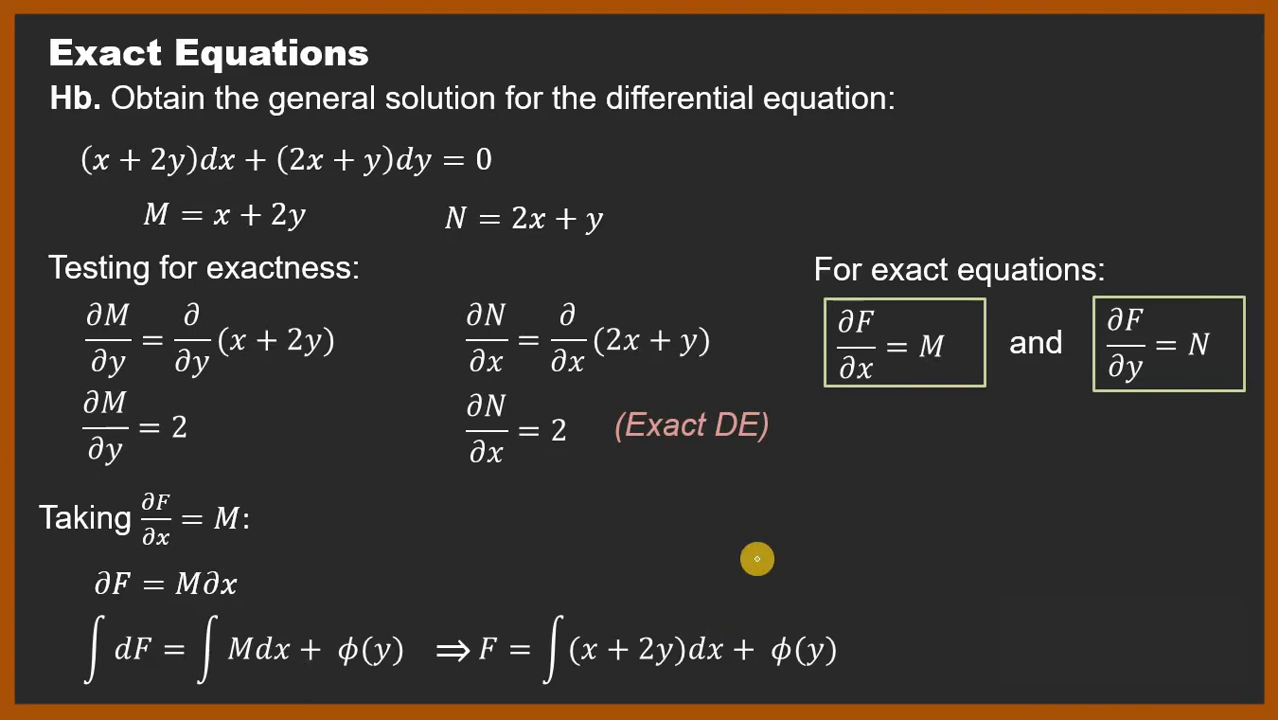 Exact Equations
Hb. Obtain the general solution for the differential equation:
(x + 2y)dx + (2x + y)dy = 0
M = x + 2y N = 2x + y
Testing for exactness: For exact equations:
∂M/∂y = ∂/∂y (x + 2y) ∂N/∂x = ∂/∂x (2x + y) ∂F/∂x = M and ∂F/∂y = N
∂M/∂y = 2 ∂N/∂x = 2 (Exact DE)
Taking ∂F/∂x = M:
∂F = M∂x
∫ dF = ∫ Mdx + ϕ(y) ⟹ F = ∫ (x + 2y)dx + ϕ(y)